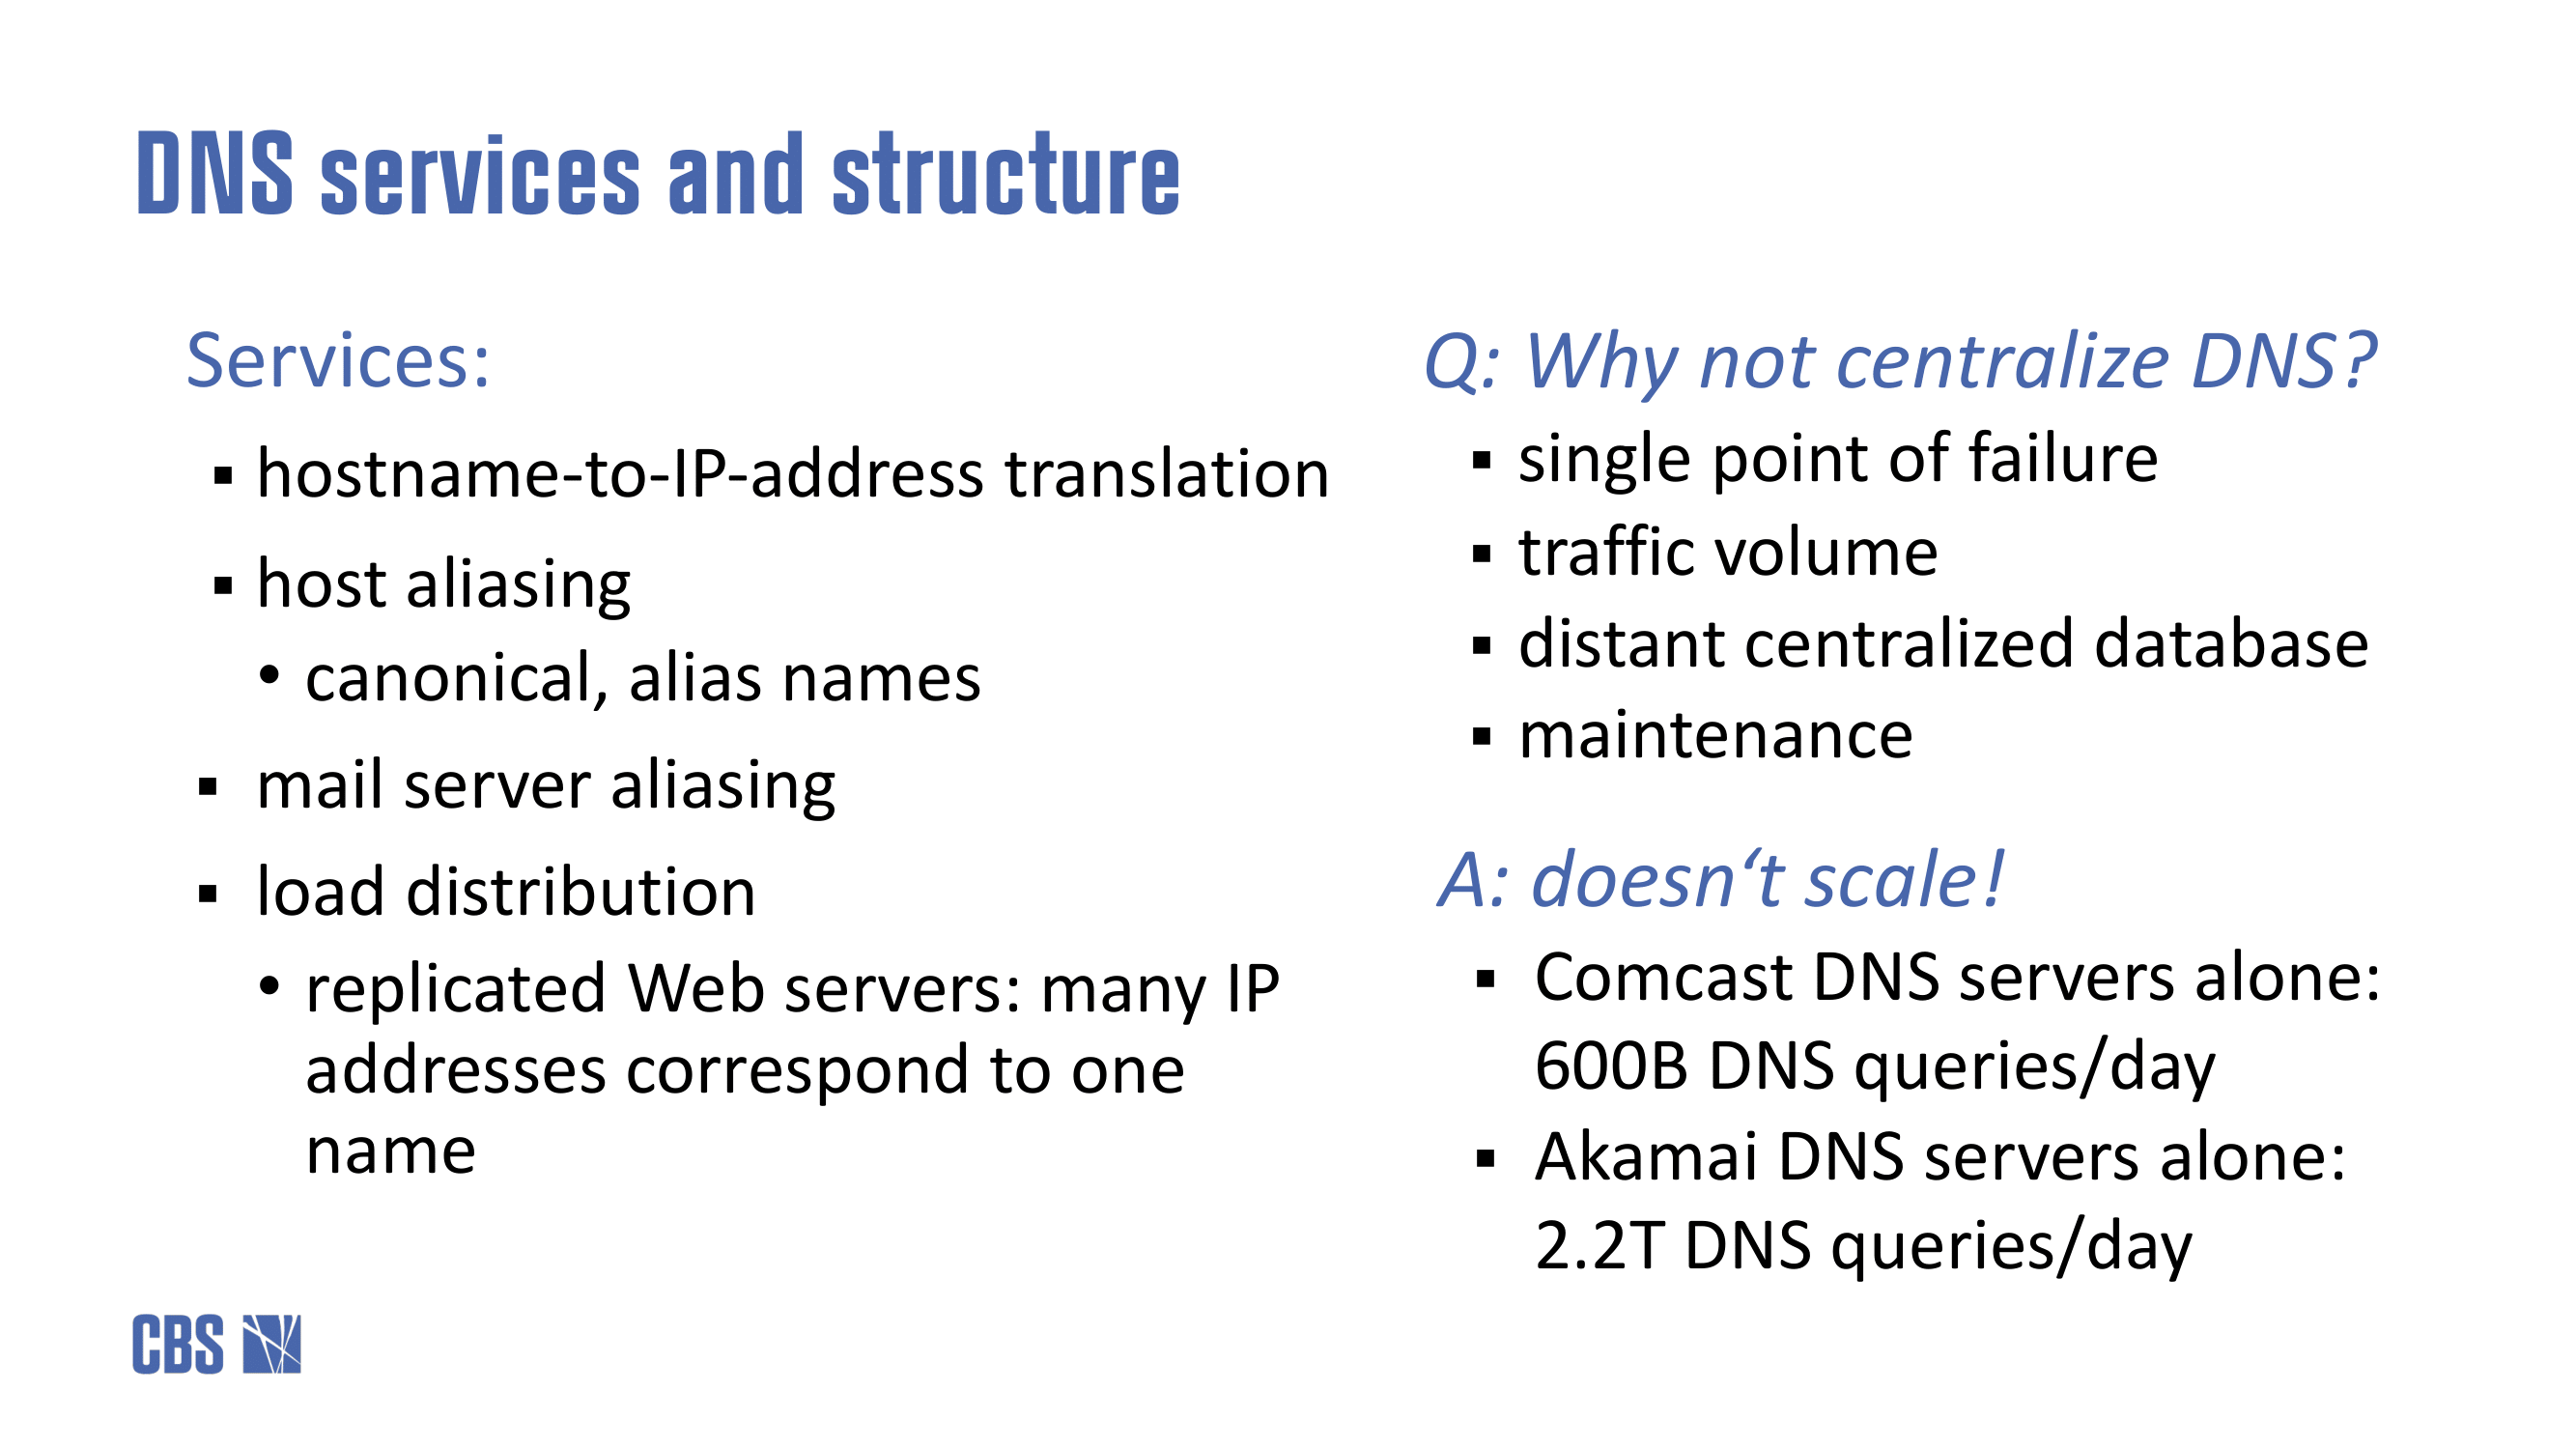 DNS services and structure
Services:
▪ hostname-to-IP-address translation
▪ host aliasing
• canonical, alias names
▪ mail server aliasing
▪ load distribution
• replicated Web servers: many IP
addresses correspond to one
name
Q: Why not centralize DNS?
▪ single point of failure
▪ traffic volume
▪ distant centralized database
▪ maintenance
A: doesn‘t scale!
▪ Comcast DNS servers alone:
600B DNS queries/day
▪ Akamai DNS servers alone:
2.2T DNS queries/day
CBS